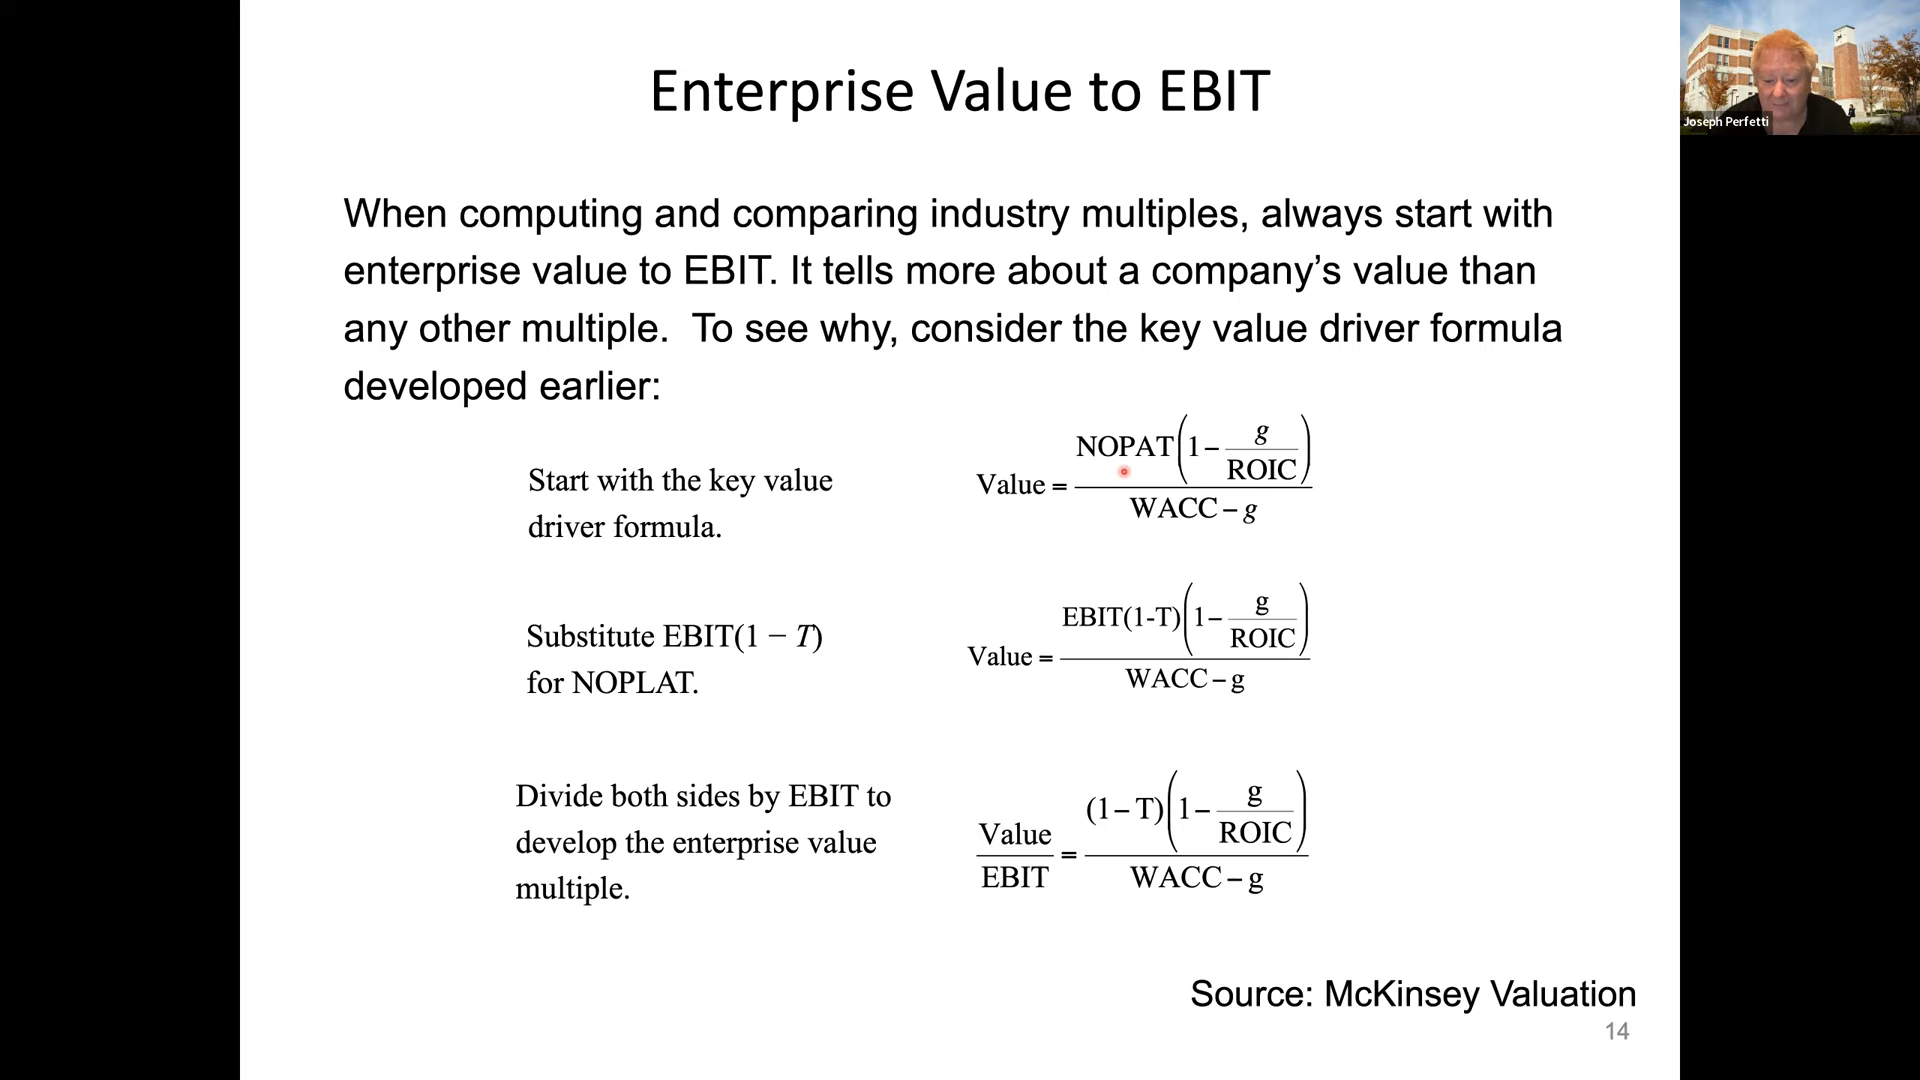 Enterprise Value to EBIT
Joseph Perfetti
When computing and comparing industry multiples, always start with
enterprise value to EBIT. It tells more about a company’s value than
any other multiple.  To see why, consider the key value driver formula
developed earlier:
Start with the key value
driver formula.
Value = NOPAT(1 − g/ROIC) / WACC − g
Substitute EBIT(1 − T)
for NOPLAT.
Value = EBIT(1-T)(1 − g/ROIC) / WACC − g
Divide both sides by EBIT to
develop the enterprise value
multiple.
Value/EBIT = (1 − T)(1 − g/ROIC) / WACC − g
Source: McKinsey Valuation
14